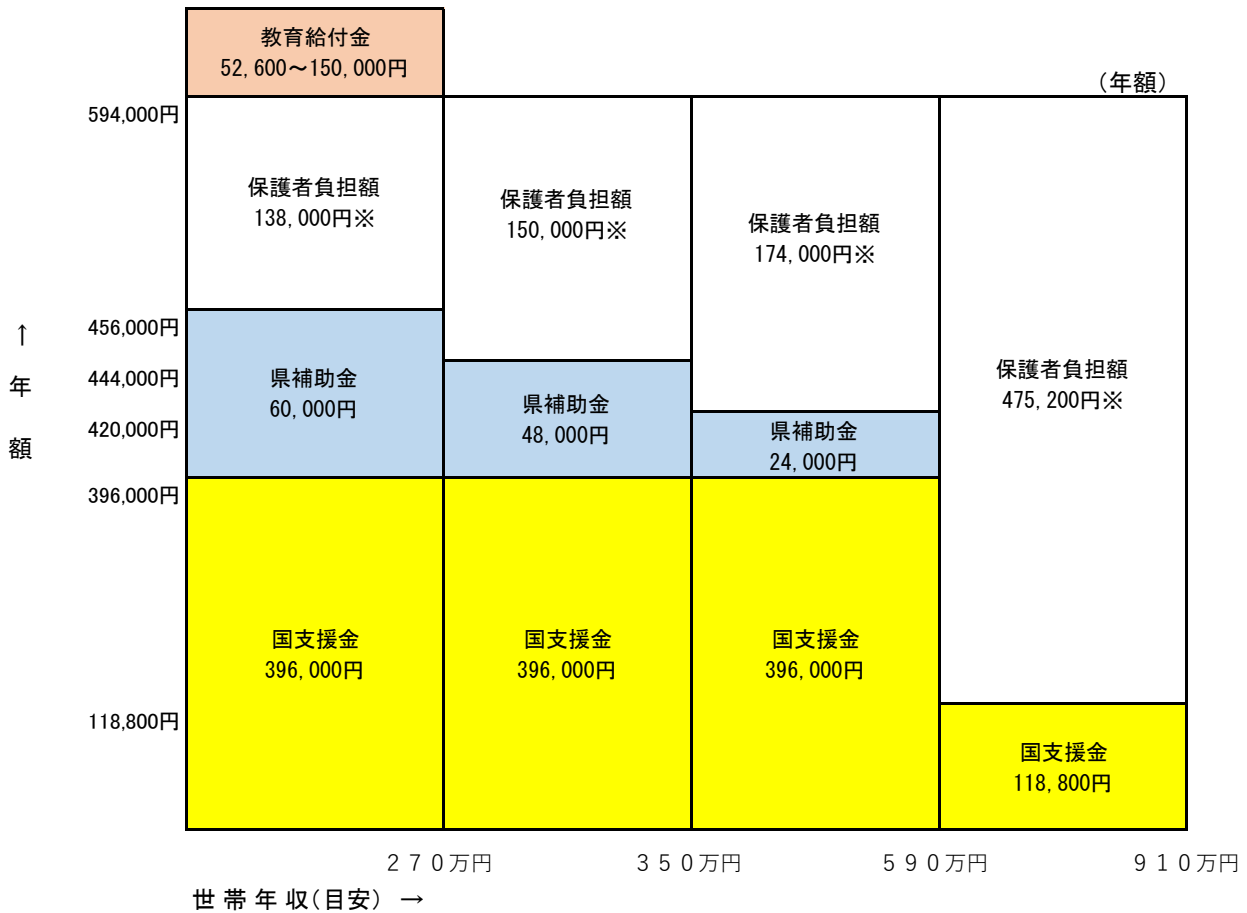 教育給付金
52,600～150,000円
（年額）
594,000円
保護者負担額
138,000円※
保護者負担額
150,000円※
保護者負担額
174,000円※
保護者負担額
475,200円※
↑
年
額
456,000円
444,000円
420,000円
396,000円
118,800円
県補助金
60,000円
県補助金
48,000円
県補助金
24,000円
国支援金
396,000円
国支援金
396,000円
国支援金
396,000円
国支援金
118,800円
２７０万円
３５０万円
５９０万円
９１０万円
世帯年収(目安) →